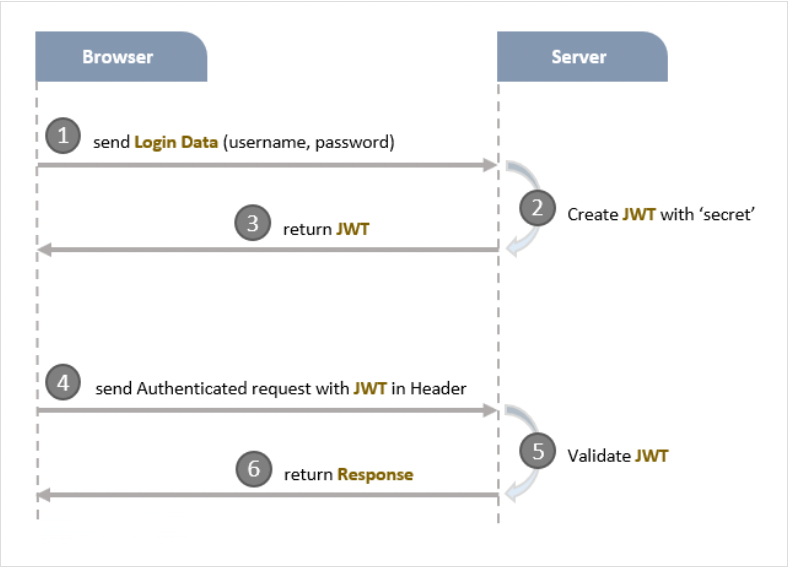 Browser
Server
1
send Login Data (username, password)
2
Create JWT with ‘secret’
3
return JWT
4
send Authenticated request with JWT in Header
5
Validate JWT
6
return Response